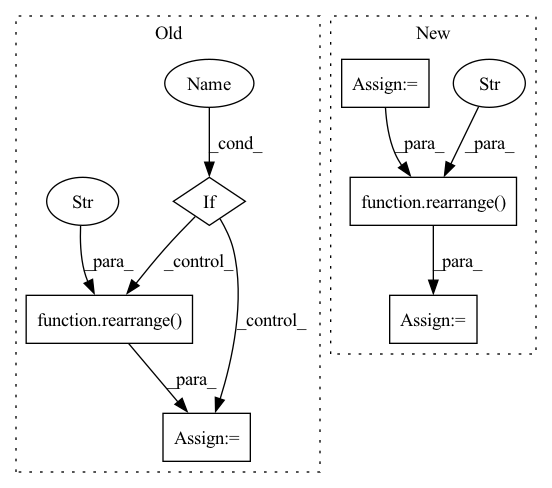 Old
New
Name
Assign:=
Str
_cond_
_para_
_para_
Str
If
function.rearrange()
_para_
_control_
_para_
function.rearrange()
_control_
Assign:=
_para_
Assign:=